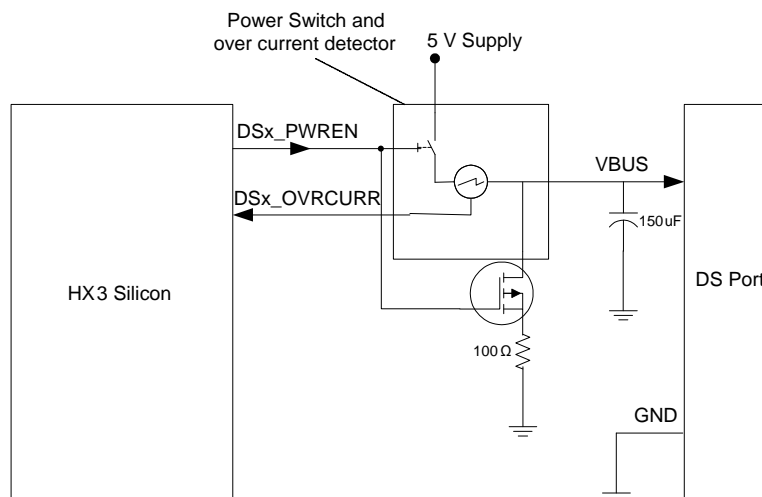 Power Switch and
over current detector
5 V Supply
DSx_PWREN
VBUS
DSx_OVRCURR
150uF
HX3 Silicon
DS Port
100Ω
GND